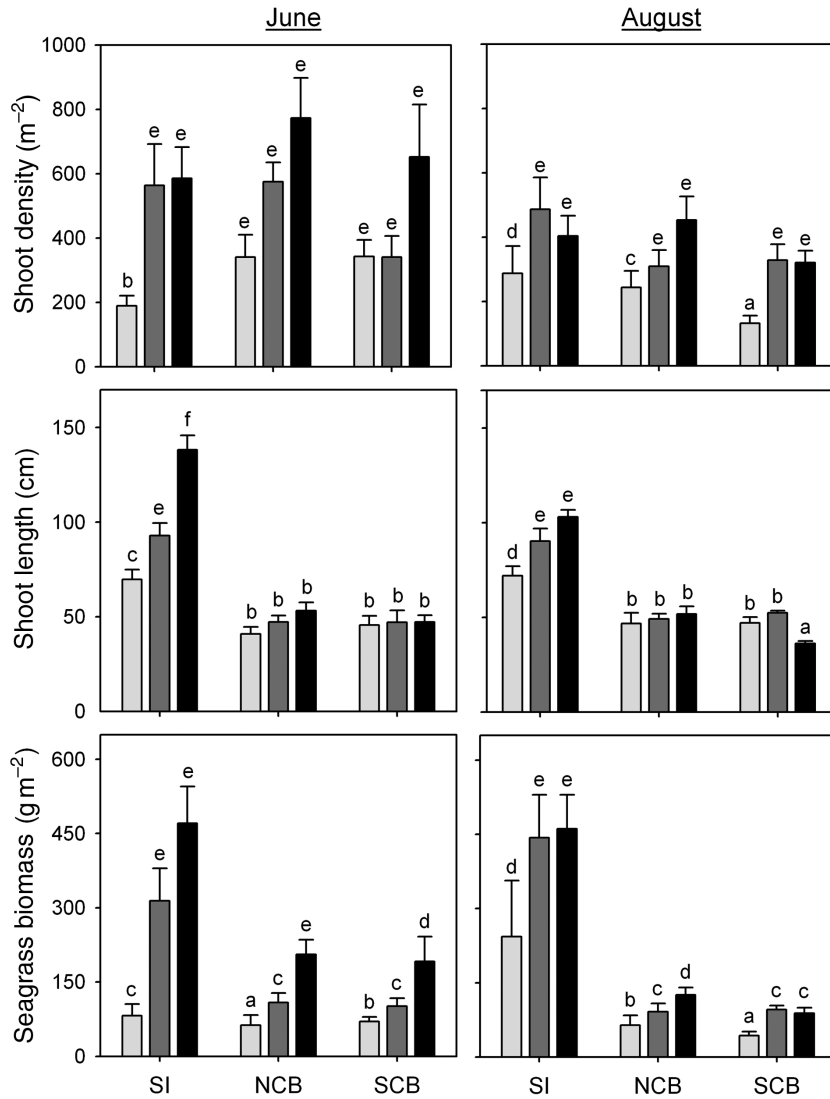 June
August
Shoot density (m−2)
1000
800
600
400
200
0
b e e e e e e e e
d e e c e e a e e
Shoot length (cm)
150
100
50
0
c e f b b b b b b
d e e b b b b b a
Seagrass biomass (g m−2)
600
450
300
150
0
c e e a c e b c d
d e e b c d a c c
SI NCB SCB
SI NCB SCB